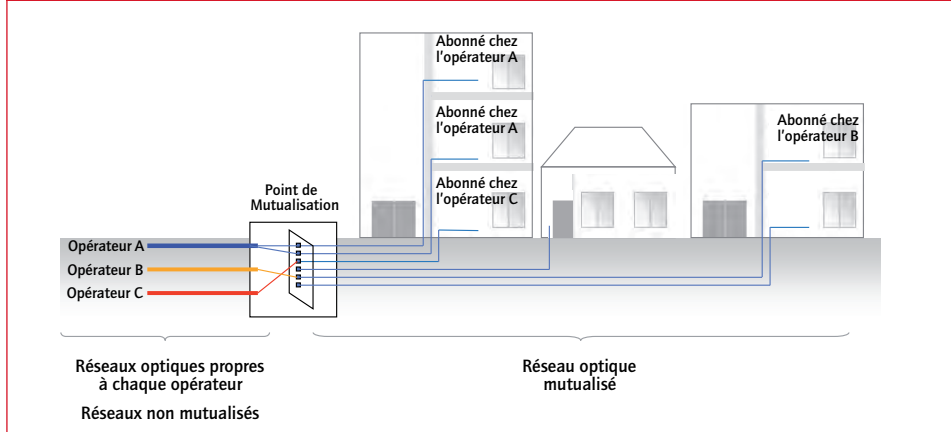 Abonné chez
l'opérateur A
Abonné chez
l'opérateur A
Abonné chez
l'opérateur B
Abonné chez
l'opérateur C
Point de
Mutualisation
Opérateur A
Opérateur B
Opérateur C
Réseaux optiques propres
à chaque opérateur
Réseaux non mutualisés
Réseau optique
mutualisé